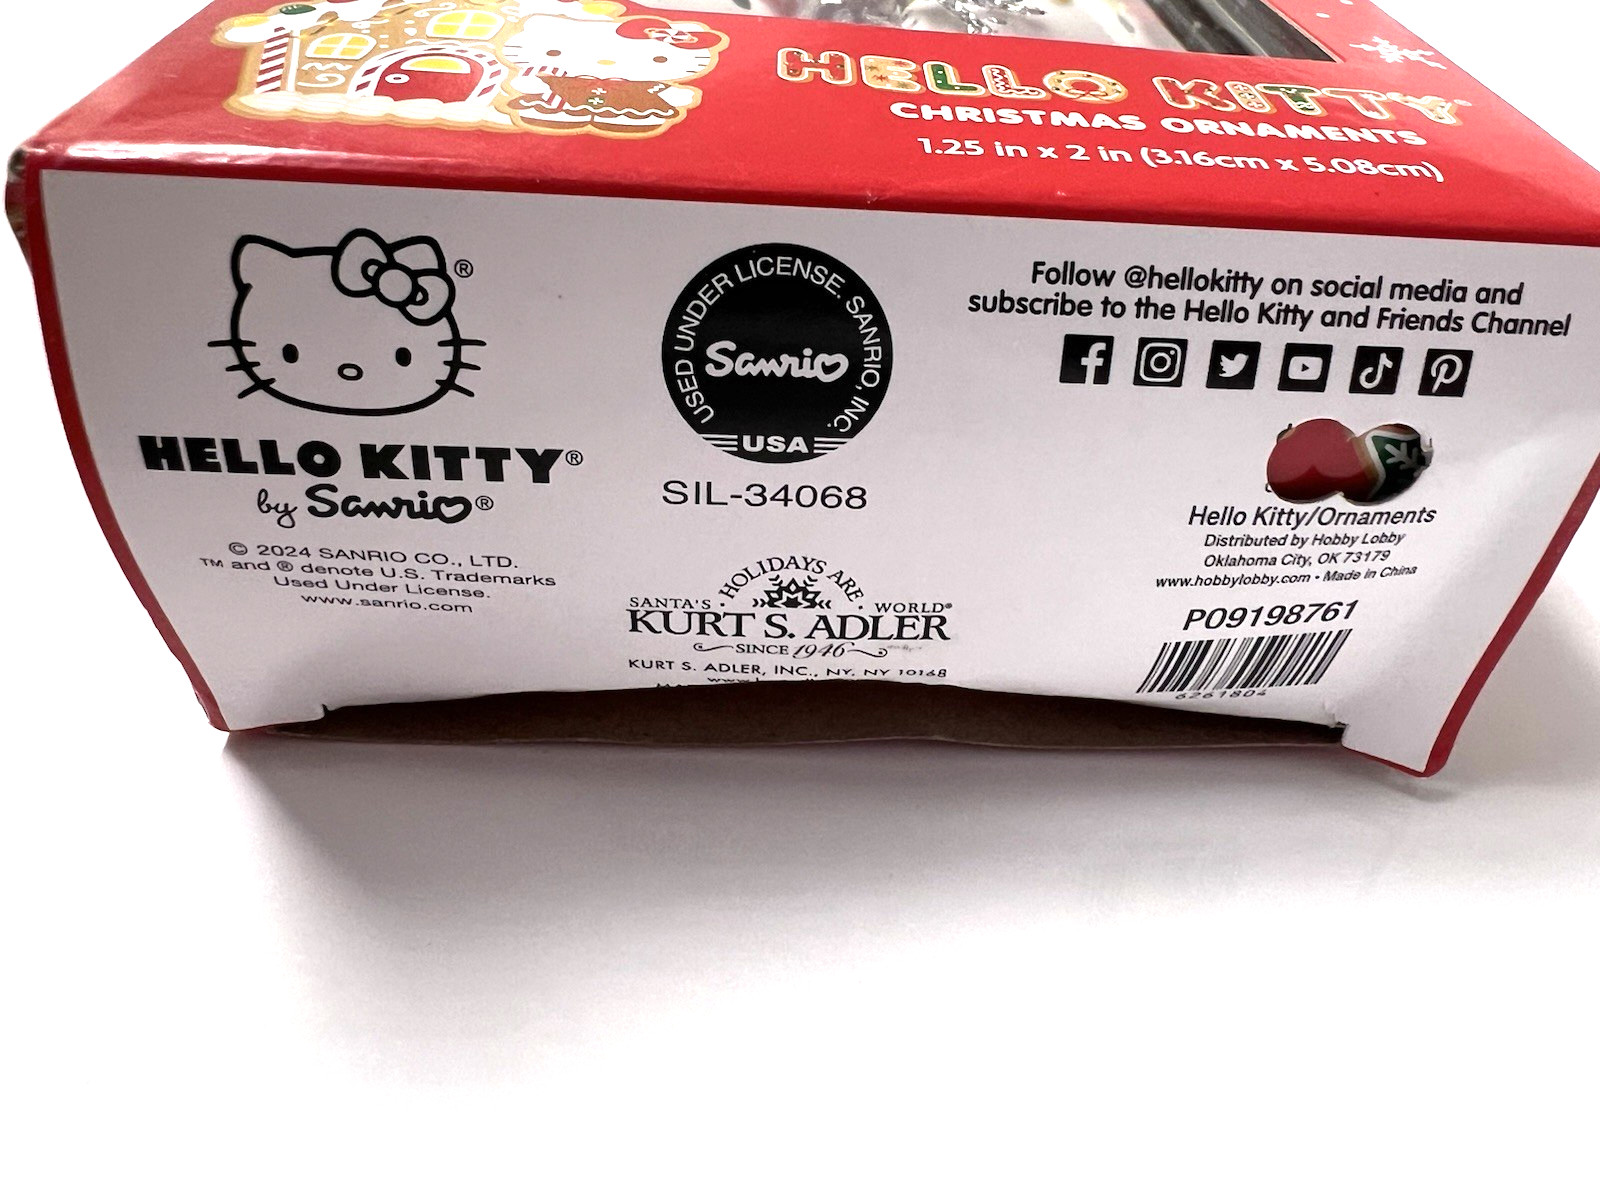 HELLO KITTY
CHRISTMAS ORNAMENTS
1.25 in x 2 in (3.16cm x 5.08cm)
®
HELLO KITTY®
by Sanrio®
© 2024 SANRIO CO., LTD.
TM and ® denote U.S. Trademarks
Used Under License.
www.sanrio.com
USED UNDER LICENSE. SANRIO, INC.
Sanrio
USA
SIL-34068
HOLIDAYS ARE
SANTA'S · · WORLD®
KURT S. ADLER
SINCE 1946
KURT S. ADLER, INC., NY, NY 10168
Follow @hellokitty on social media and
subscribe to the Hello Kitty and Friends Channel
Hello Kitty/Ornaments
Distributed by Hobby Lobby
Oklahoma City, OK 73179
www.hobbylobby.com • Made in China
PO9198761
6261804